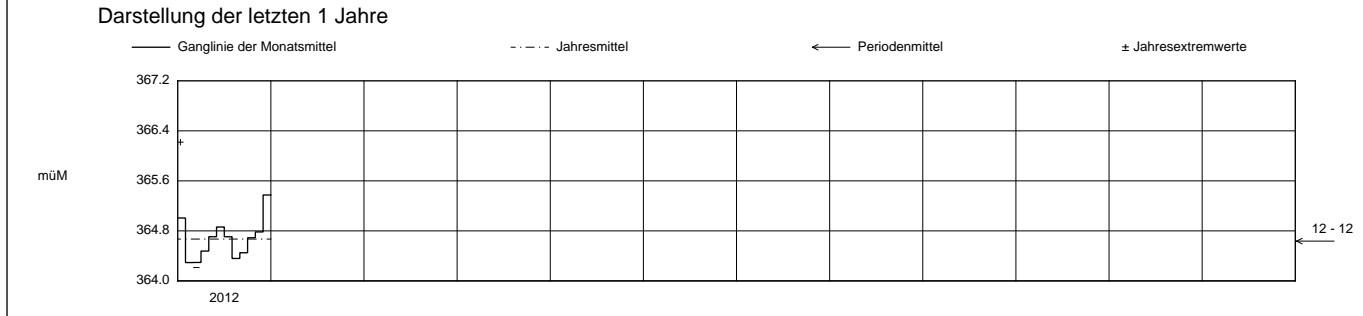 Darstellung der letzten 1 Jahre
Ganglinie der Monatsmittel Jahresmittel Periodenmittel ± Jahresextremwerte
367.2
366.4
müM
365.6
364.8
12 - 12
364.0
2012